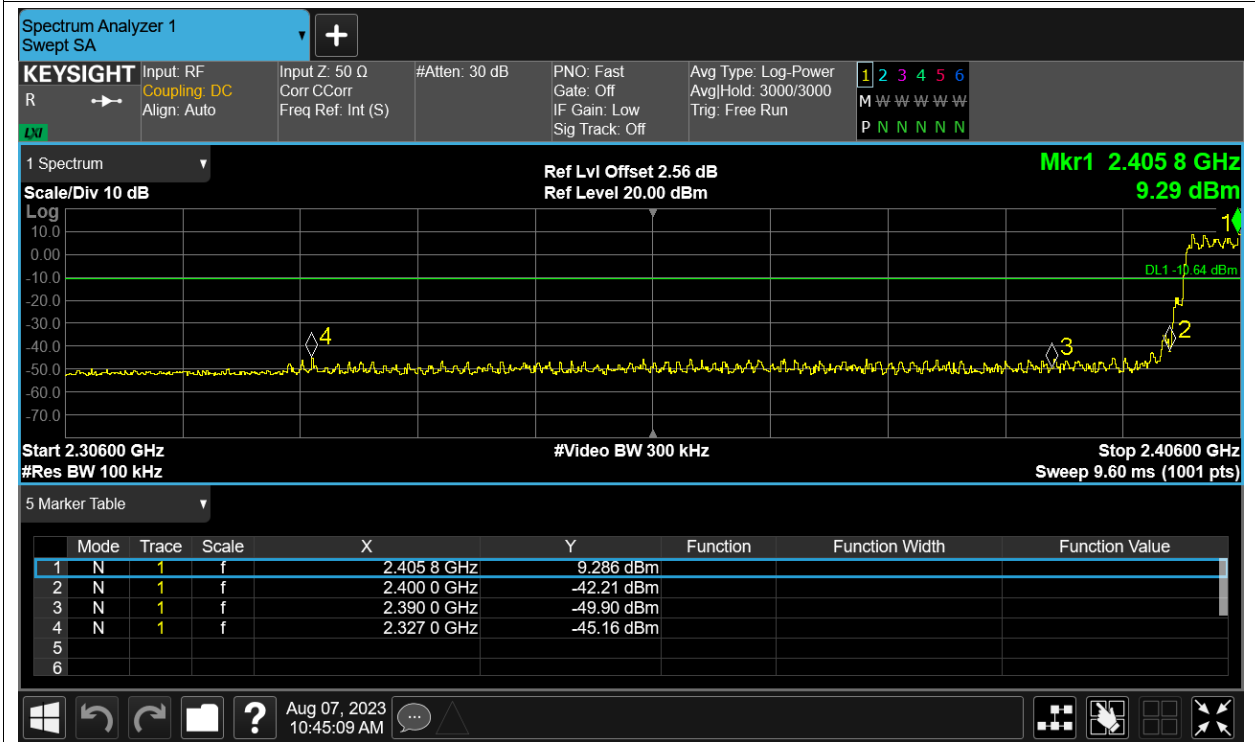 Spectrum Analyzer 1
Swept SA
KEYSIGHT
R
LXI
Input: RF
Coupling: DC
Align: Auto
Input Z: 50 Ω
Corr CCorr
Freq Ref: Int (S)
#Atten: 30 dB
PNO: Fast
Gate: Off
IF Gain: Low
Sig Track: Off
Avg Type: Log-Power
Avg|Hold: 3000/3000
Trig: Free Run
1 2 3 4 5 6
M W W W W W
P N N N N N
1 Spectrum
Scale/Div 10 dB
Ref Lvl Offset 2.56 dB
Ref Level 20.00 dBm
Mkr1 2.405 8 GHz
9.29 dBm
Log
10.0
0.00
-10.0
-20.0
-30.0
-40.0
-50.0
-60.0
-70.0
1
DL1 -10.64 dBm
2
3
4
Start 2.30600 GHz
#Video BW 300 kHz
Stop 2.40600 GHz
#Res BW 100 kHz
Sweep 9.60 ms (1001 pts)
5 Marker Table
Mode Trace Scale X Y Function Function Width Function Value
1 N 1 f 2.405 8 GHz 9.286 dBm
2 N 1 f 2.400 0 GHz -42.21 dBm
3 N 1 f 2.390 0 GHz -49.90 dBm
4 N 1 f 2.327 0 GHz -45.16 dBm
5
6
?
Aug 07, 2023
10:45:09 AM